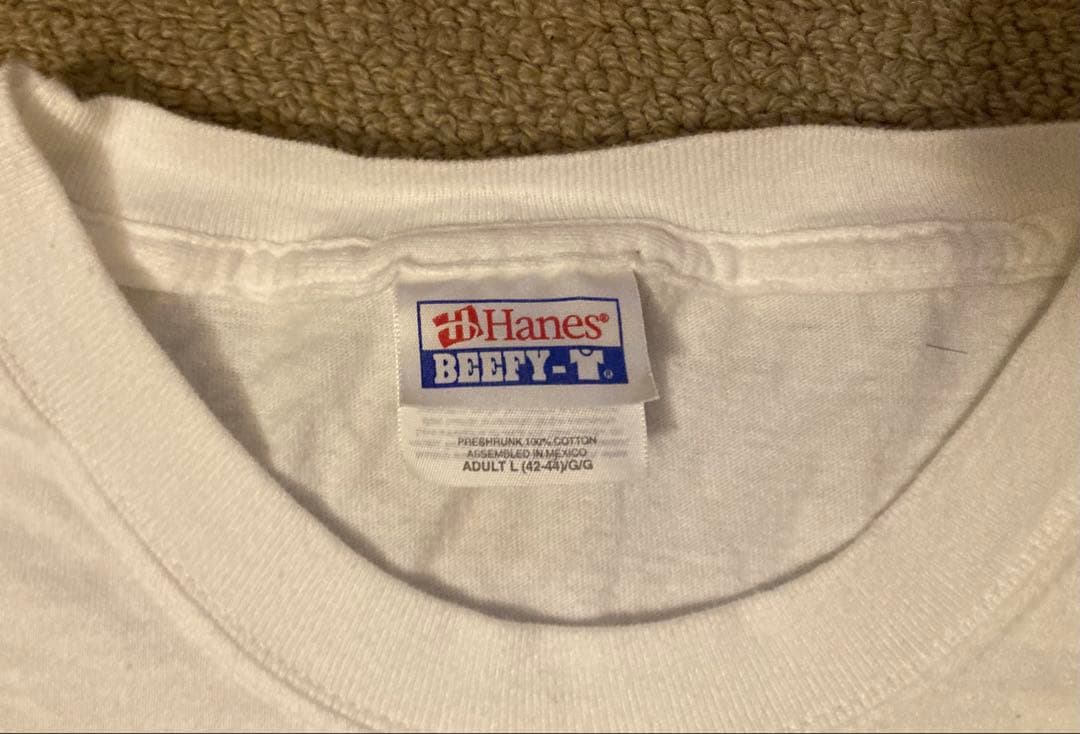 Hanes®
BEEFY-T®
PRESHRUNK 100% COTTON
ASSEMBLED IN MEXICO
ADULT L (42-44)/G/G